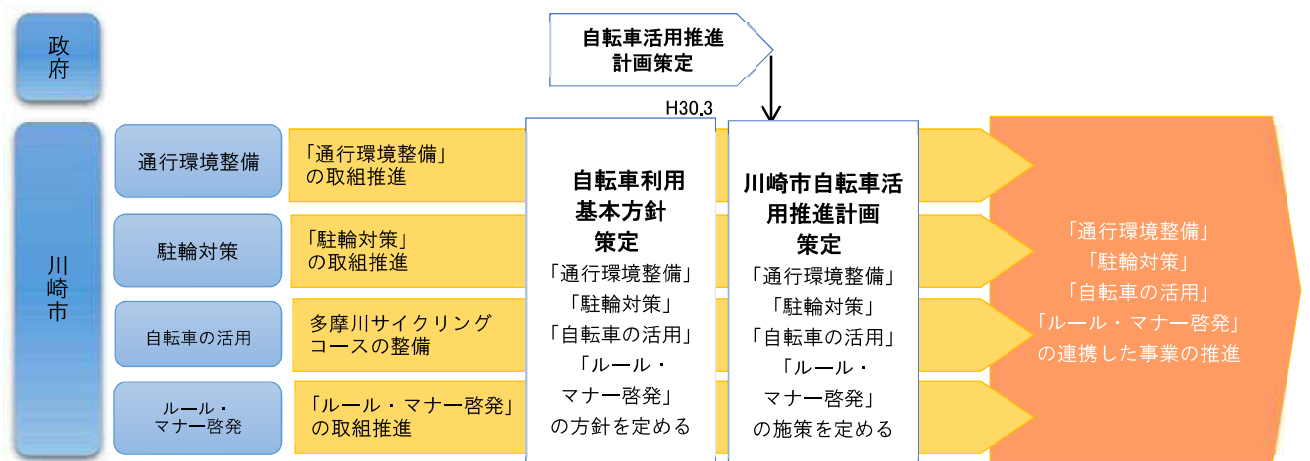 政
府
自転車活用推進
計画策定
H30.3
川
崎
市
通行環境整備
「通行環境整備」
の取組推進
駐輪対策
「駐輪対策」
の取組推進
自転車の活用
多摩川サイクリング
コースの整備
ルール・
マナー啓発
「ルール・マナー啓発」
の取組推進
自転車利用
基本方針
策定
「通行環境整備」
「駐輪対策」
「自転車の活用」
「ルール・
マナー啓発」
の方針を定める
川崎市自転車活
用推進計画
策定
「通行環境整備」
「駐輪対策」
「自転車の活用」
「ルール・
マナー啓発」
の施策を定める
「通行環境整備」
「駐輪対策」
「自転車の活用」
「ルール・マナー啓発」
の連携した事業の推進